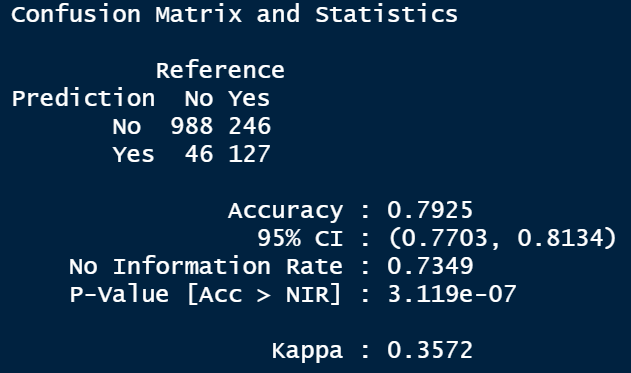 Confusion Matrix and Statistics
Reference
Prediction No Yes
No 988 246
Yes 46 127
Accuracy : 0.7925
95% CI : (0.7703, 0.8134)
No Information Rate : 0.7349
P-Value [Acc > NIR] : 3.119e-07
Kappa : 0.3572